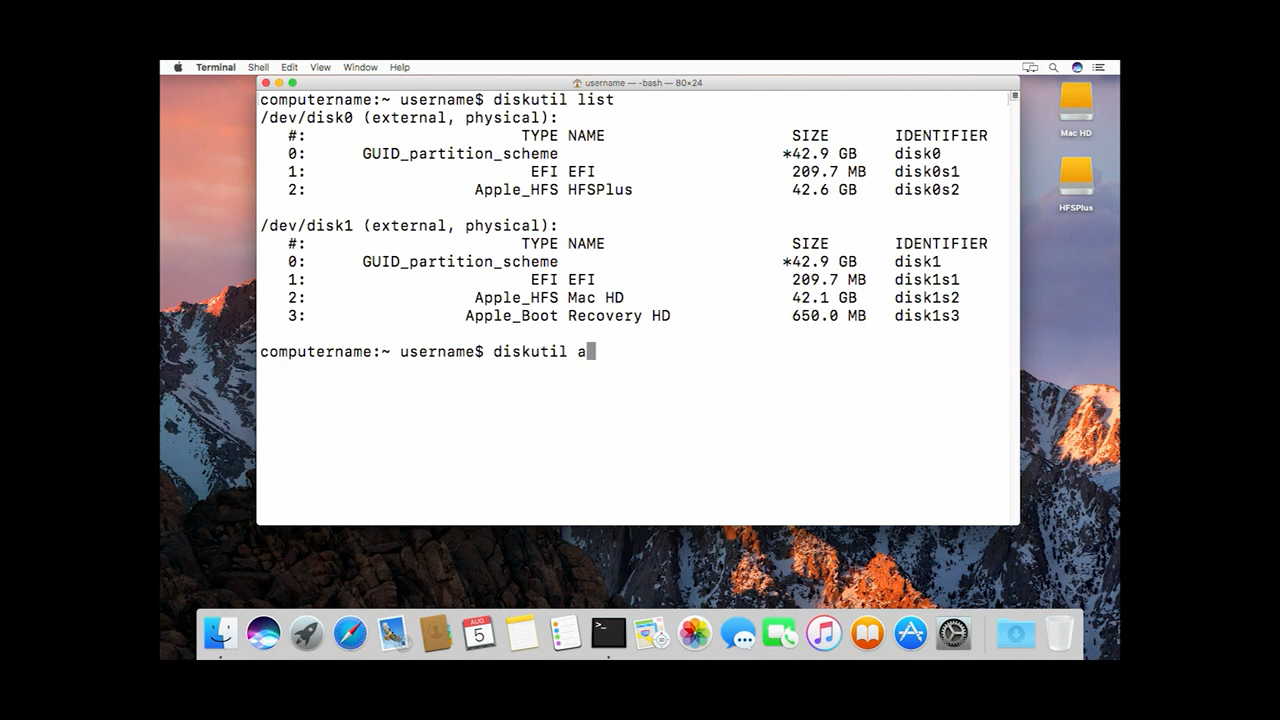 Terminal Shell Edit View Window Help
username — -bash — 80×24
computername:~ username$ diskutil list
/dev/disk0 (external, physical):
#: TYPE NAME SIZE IDENTIFIER
0: GUID_partition_scheme *42.9 GB disk0
1: EFI EFI 209.7 MB disk0s1
2: Apple_HFS HFSPlus 42.6 GB disk0s2
/dev/disk1 (external, physical):
#: TYPE NAME SIZE IDENTIFIER
0: GUID_partition_scheme *42.9 GB disk1
1: EFI EFI 209.7 MB disk1s1
2: Apple_HFS Mac HD 42.1 GB disk1s2
3: Apple_Boot Recovery HD 650.0 MB disk1s3
computername:~ username$ diskutil a
Mac HD
HFSPlus
AUG
5
>_